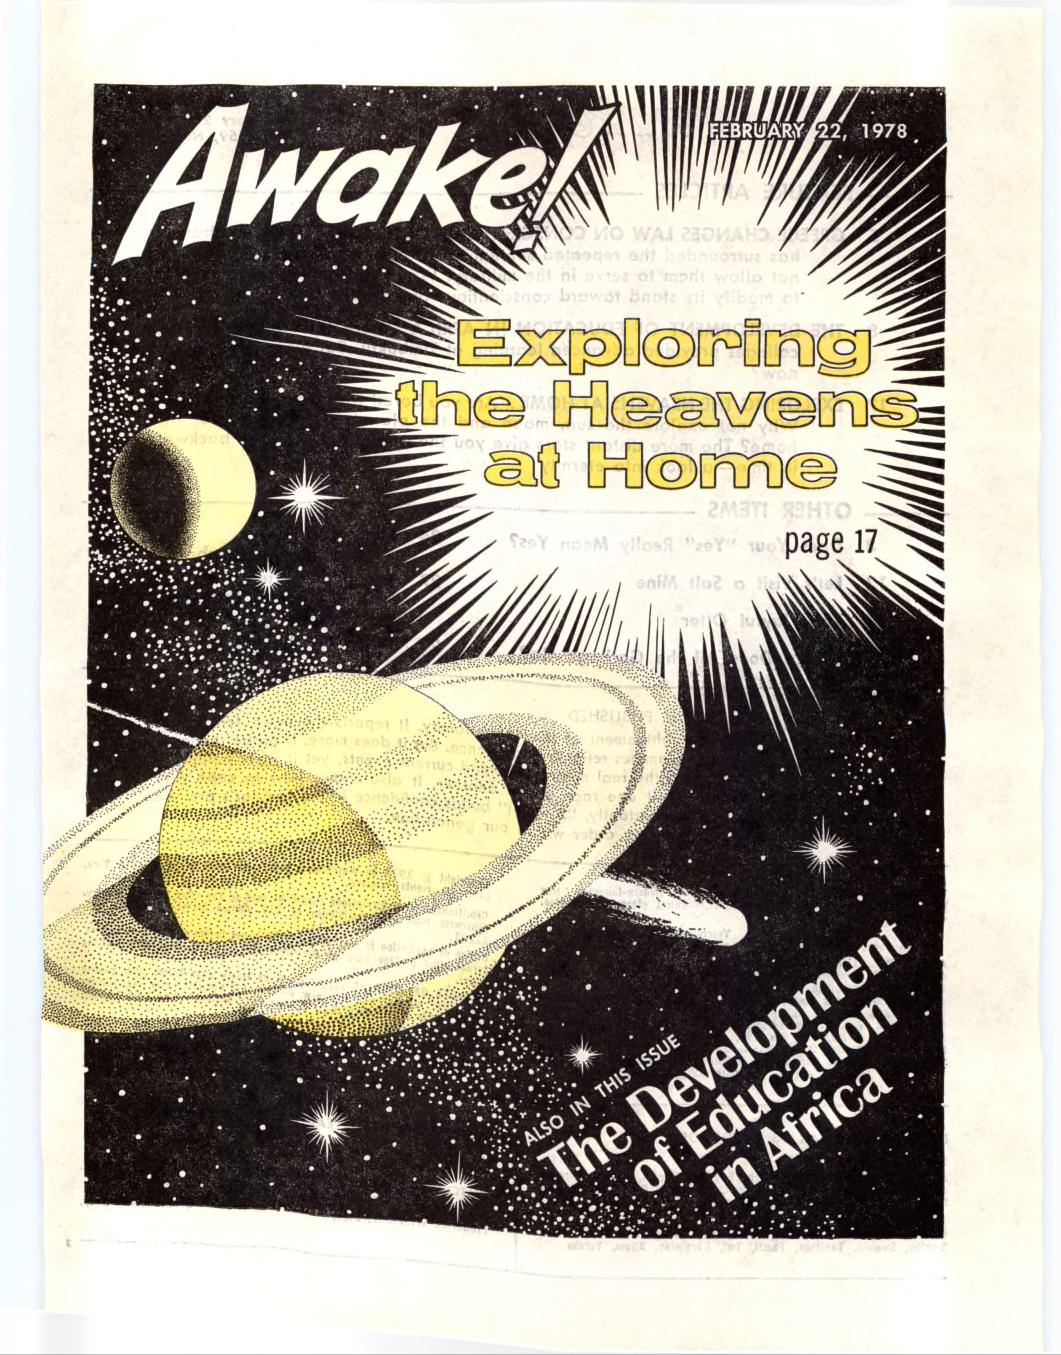 Awake!
FEBRUARY 22, 1978
Exploring
the Heavens
at Home
page 17
ALSO IN THIS ISSUE
The Development
of Education
in Africa